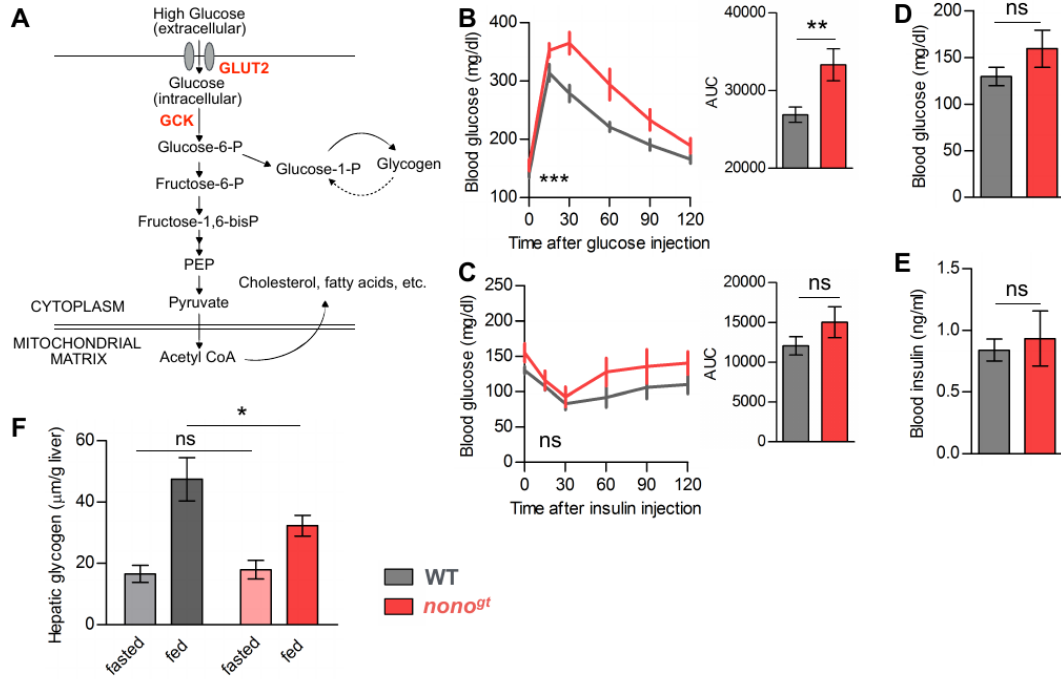 A
High Glucose
(extracellular)
GLUT2
Glucose
(intracellular)
GCK
Glucose-6-P
Glucose-1-P
Glycogen
Fructose-6-P
Fructose-1,6-bisP
PEP
Cholesterol, fatty acids, etc.
CYTOPLASM
Pyruvate
MITOCHONDRIAL
MATRIX
Acetyl CoA
B
Blood glucose (mg/dl)
400
300
200
100
***
0 30 60 90 120
Time after glucose injection
AUC
40000
30000
20000
**
C
Blood glucose (mg/dl)
250
200
150
100
50
0
ns
0 30 60 90 120
Time after insulin injection
AUC
20000
15000
10000
5000
0
ns
D
Blood glucose (mg/dl)
200
150
100
50
0
ns
E
Blood insulin (ng/ml)
1.5
1.0
0.5
0.0
ns
F
Hepatic glycogen (μm/g liver)
60
40
20
0
ns
*
fasted
fed
fasted
fed
WT
nonogt